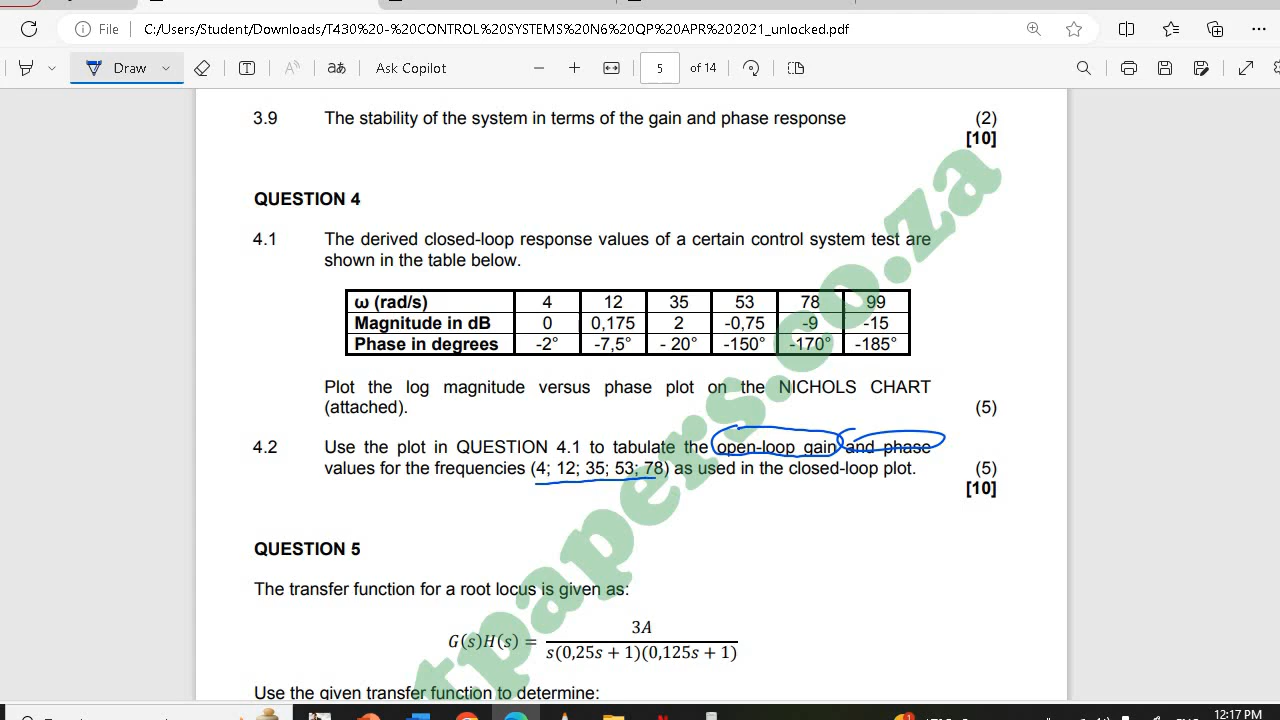 File C:/Users/Student/Downloads/T430%20-%20CONTROL%20SYSTEMS%20N6%20QP%20APR%202021_unlocked.pdf
Draw Ask Copilot 5 of 14
3.9 The stability of the system in terms of the gain and phase response (2)
[10]
QUESTION 4
4.1 The derived closed-loop response values of a certain control system test are
shown in the table below.
ω (rad/s) 4 12 35 53 78 99
Magnitude in dB 0 0,175 2 -0,75 -9 -15
Phase in degrees -2° -7,5° - 20° -150° -170° -185°
Plot the log magnitude versus phase plot on the NICHOLS CHART
(attached). (5)
4.2 Use the plot in QUESTION 4.1 to tabulate the open-loop gain and phase
values for the frequencies (4; 12; 35; 53; 78) as used in the closed-loop plot. (5)
[10]
QUESTION 5
The transfer function for a root locus is given as:
G(s)H(s) = 3A / s(0,25s + 1)(0,125s + 1)
Use the given transfer function to determine:
tpapers.co.za
12:17 PM